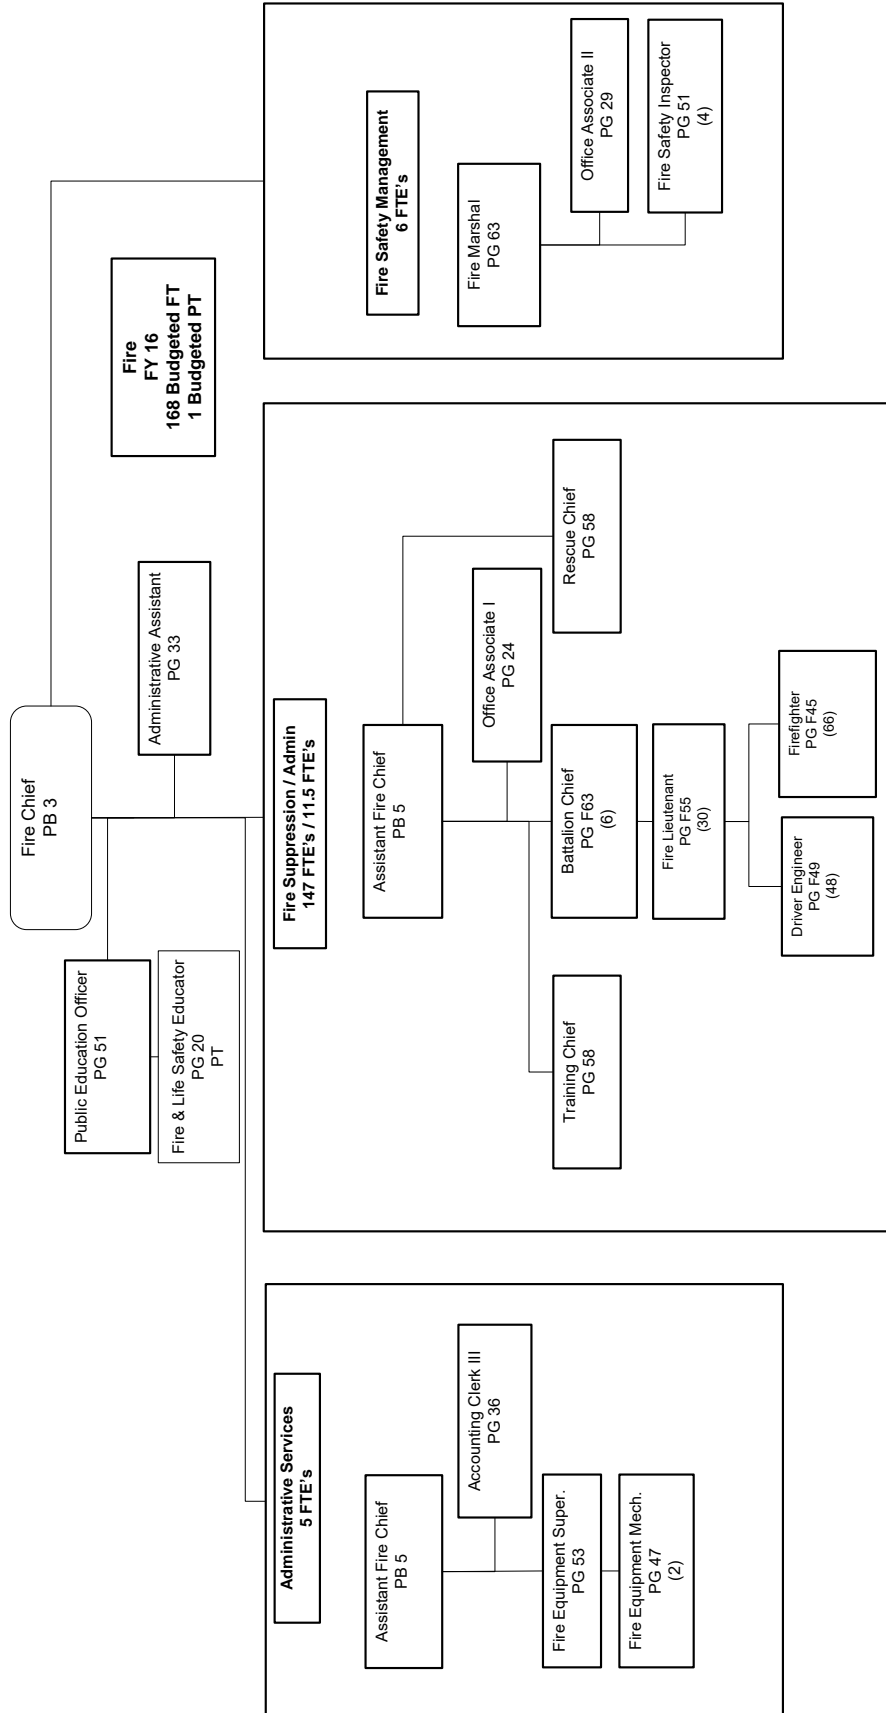 Fire Chief
PB 3
Fire
FY 16
168 Budgeted FT
1 Budgeted PT
Public Education Officer
PG 51
Fire & Life Safety Educator
PG 20
PT
Administrative Assistant
PG 33
Administrative Services
5 FTE's
Assistant Fire Chief
PB 5
Accounting Clerk III
PG 36
Fire Equipment Super.
PG 53
Fire Equipment Mech.
PG 47
(2)
Fire Suppression / Admin
147 FTE's / 11.5 FTE's
Assistant Fire Chief
PB 5
Office Associate I
PG 24
Training Chief
PG 58
Battalion Chief
PG F63
(6)
Rescue Chief
PG 58
Fire Lieutenant
PG F55
(30)
Driver Engineer
PG F49
(48)
Firefighter
PG F45
(66)
Fire Safety Management
6 FTE's
Fire Marshal
PG 63
Office Associate II
PG 29
Fire Safety Inspector
PG 51
(4)